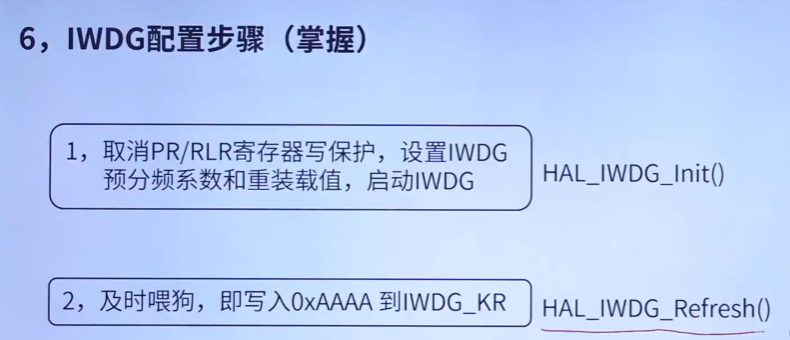 6，IWDG配置步骤（掌握）
1，取消PR/RLR寄存器写保护，设置IWDG
预分频系数和重装载值，启动IWDG
HAL_IWDG_Init()
2，及时喂狗，即写入0xAAAA 到IWDG_KR
HAL_IWDG_Refresh()